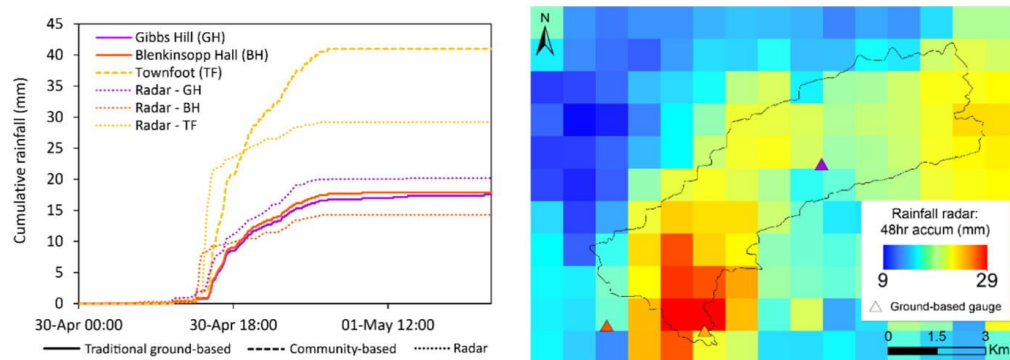 45
40
35
30
25
20
15
10
5
0
Cumulative rainfall (mm)
Gibbs Hill (GH)
Blenkinsopp Hall (BH)
Townfoot (TF)
Radar - GH
Radar - BH
Radar - TF
30-Apr 00:00 30-Apr 18:00 01-May 12:00
Traditional ground-based Community-based Radar
N
Rainfall radar:
48hr accum (mm)
9 29
Ground-based gauge
0 1.5 3
Km